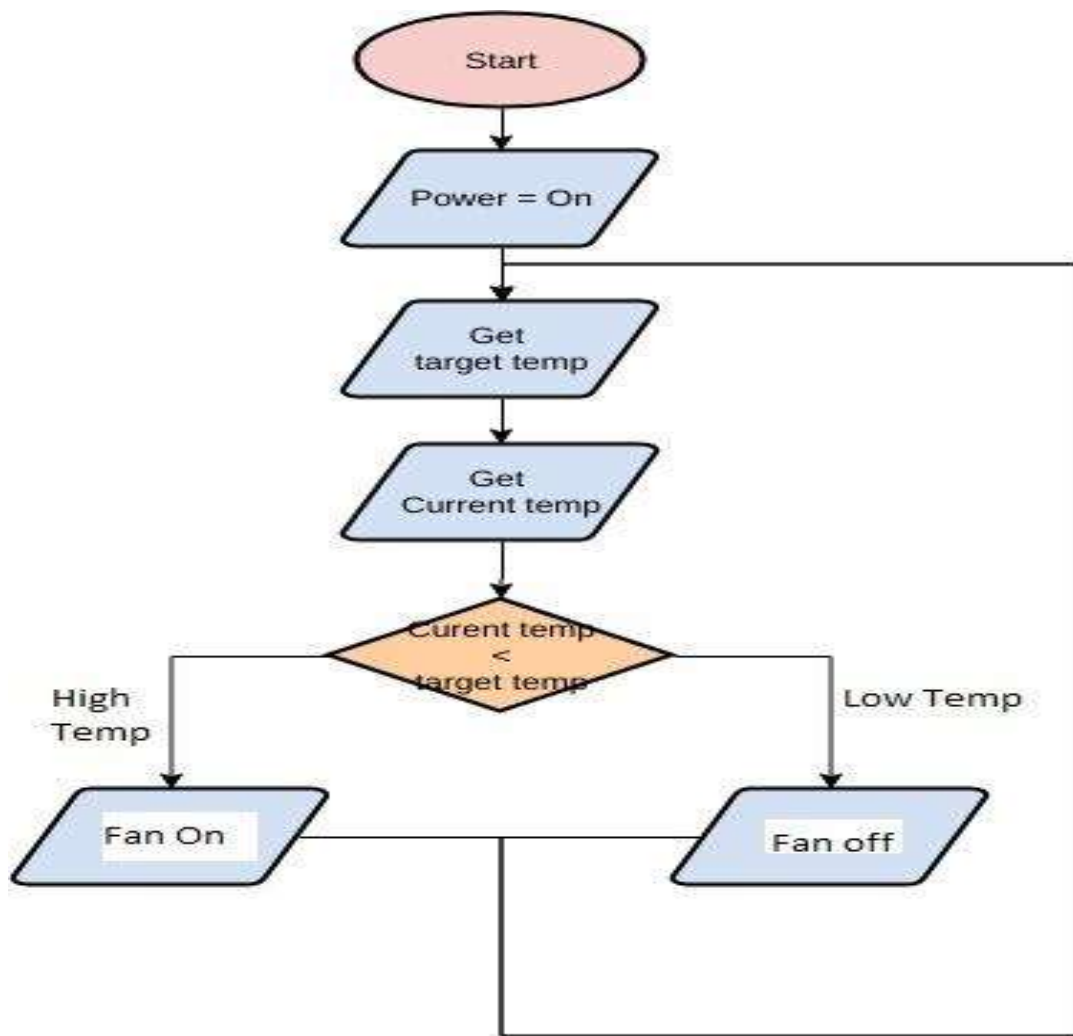 Start
Power = On
Get
target temp
Get
Current temp
Curent temp
<
target temp
High
Temp
Low Temp
Fan On
Fan off